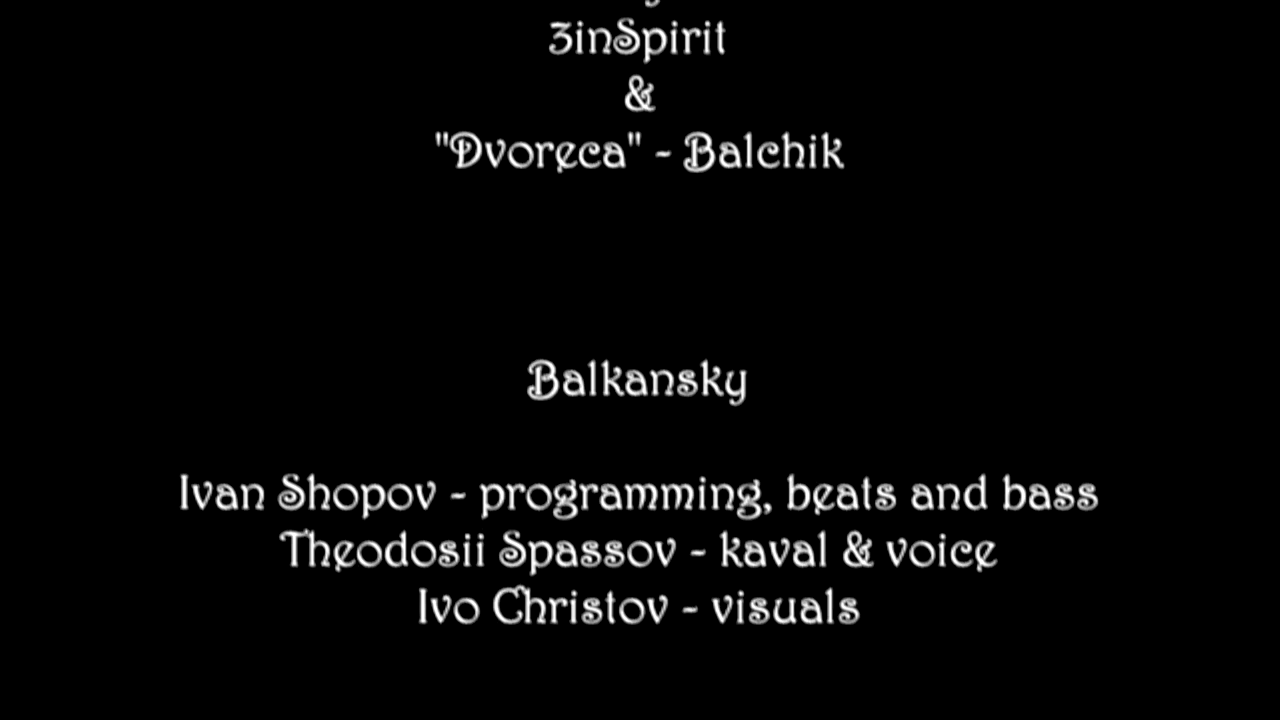 3inSpirit
&
"Dvoreca" - Balchik
Balkansky
Ivan Shopov - programming, beats and bass
Theodosii Spassov - kaval & voice
Ivo Christov - visuals